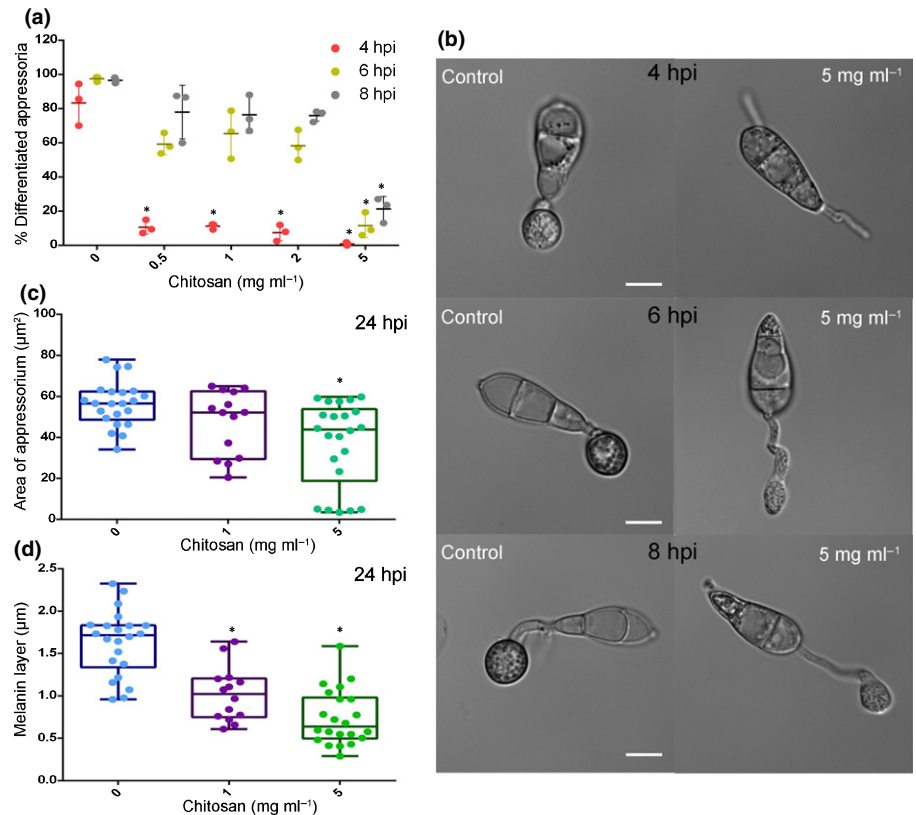 (a)
120
100
80
60
40
20
0
% Differentiated appressoria
4 hpi
6 hpi
8 hpi
* * * * * *
0 0.5 1 2 5
Chitosan (mg ml⁻¹)
(b)
Control 4 hpi 5 mg ml⁻¹
Control 6 hpi 5 mg ml⁻¹
Control 8 hpi 5 mg ml⁻¹
(c)
24 hpi
100
80
60
40
20
0
Area of appressorium (µm²)
*
0 1 5
Chitosan (mg ml⁻¹)
(d)
24 hpi
2.5
2.0
1.5
1.0
0.5
0.0
Melanin layer (µm)
* *
0 1 5
Chitosan (mg ml⁻¹)